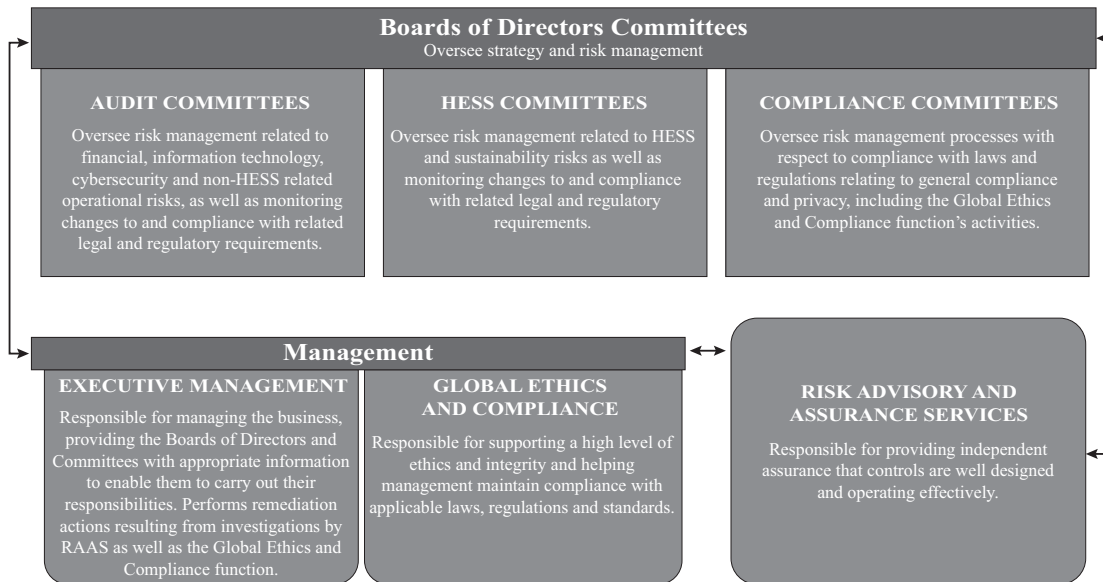 Boards of Directors Committees
Oversee strategy and risk management
AUDIT COMMITTEES
Oversee risk management related to
financial, information technology,
cybersecurity and non-HESS related
operational risks, as well as monitoring
changes to and compliance with related
legal and regulatory requirements.
HESS COMMITTEES
Oversee risk management related to HESS
and sustainability risks as well as
monitoring changes to and compliance
with related legal and regulatory
requirements.
COMPLIANCE COMMITTEES
Oversee risk management processes with
respect to compliance with laws and
regulations relating to general compliance
and privacy, including the Global Ethics
and Compliance function’s activities.
Management
EXECUTIVE MANAGEMENT
Responsible for managing the business,
providing the Boards of Directors and
Committees with appropriate information
to enable them to carry out their
responsibilities. Performs remediation
actions resulting from investigations by
RAAS as well as the Global Ethics and
Compliance function.
GLOBAL ETHICS
AND COMPLIANCE
Responsible for supporting a high level of
ethics and integrity and helping
management maintain compliance with
applicable laws, regulations and standards.
RISK ADVISORY AND
ASSURANCE SERVICES
Responsible for providing independent
assurance that controls are well designed
and operating effectively.